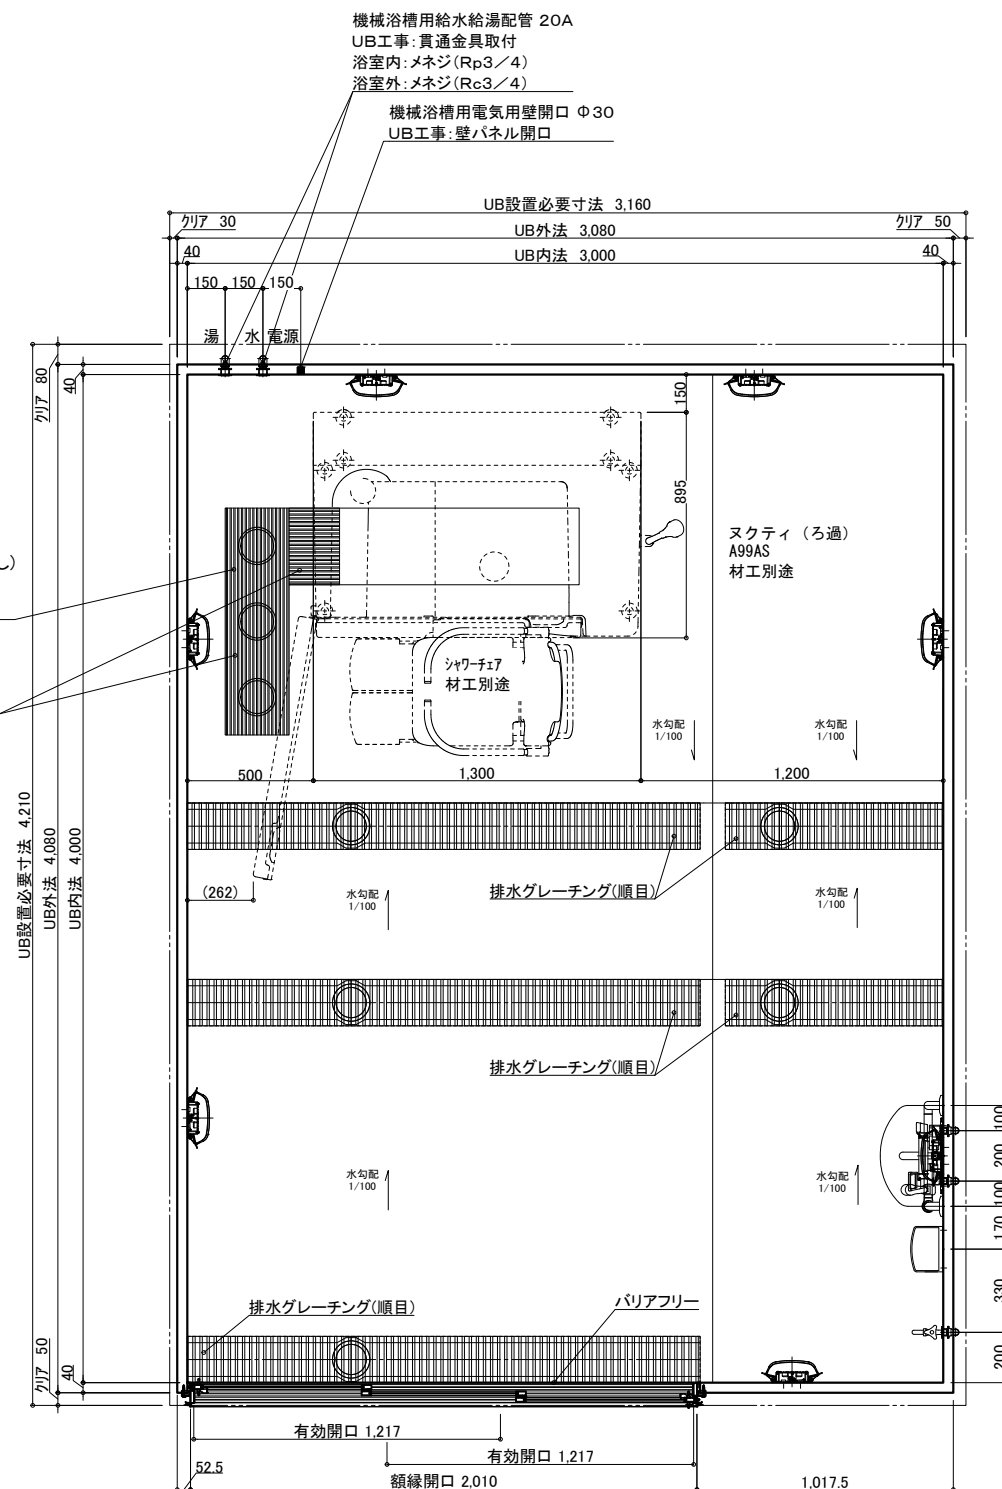 機械浴槽用給水給湯配管 20A
UB工事:貫通金具取付
浴室内:メネジ(Rp3／4)
浴室外:メネジ(Rc3／4)
機械浴槽用電気用壁開口 Φ30
UB工事:壁パネル開口
UB設置必要寸法 3,160
クリア 30
UB外法 3,080
クリア 50
40
UB内法 3,000
40
150
150
150
湯
水
電源
クリア 80
40
150
895
ヌクティ（ろ過）
A99AS
材工別途
し)
シャワーチェア
材工別途
水勾配
1/100
水勾配
1/100
500
1,300
1,200
UB設置必要寸法 4,210
UB外法 4,080
UB内法 4,000
(262)
水勾配
1/100
排水グレーチング(順目)
水勾配
1/100
排水グレーチング(順目)
水勾配
1/100
水勾配
1/100
100
200
100
170
330
200
排水グレーチング(順目)
バリアフリー
クリア 50
40
有効開口 1,217
有効開口 1,217
52.5
額縁開口 2,010
1,017.5